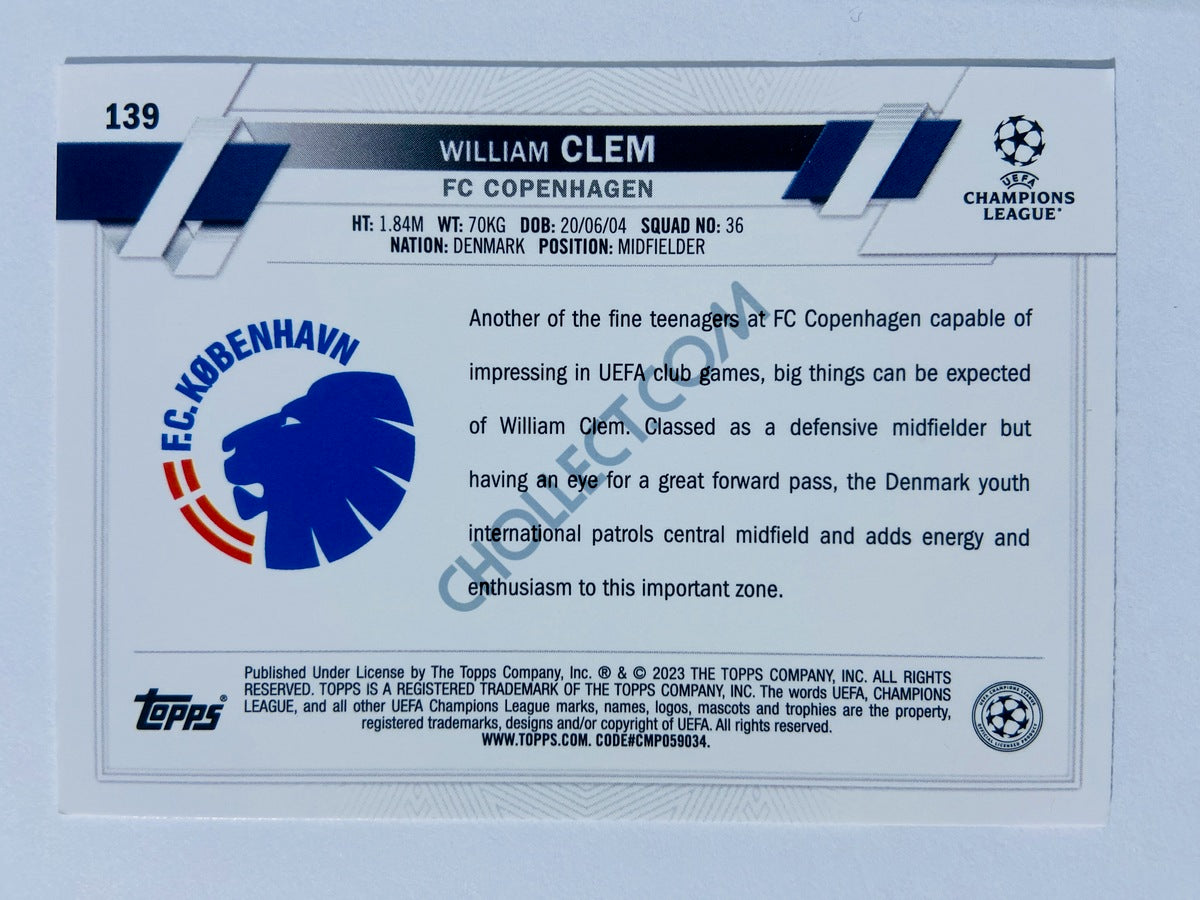 139
WILLIAM CLEM
FC COPENHAGEN
HT: 1.84M WT: 70KG DOB: 20/06/04 SQUAD NO: 36
NATION: DENMARK POSITION: MIDFIELDER
UEFA
CHAMPIONS
LEAGUE
F.C. KØBENHAVN
Another of the fine teenagers at FC Copenhagen capable of
impressing in UEFA club games, big things can be expected
of William Clem. Classed as a defensive midfielder but
having an eye for a great forward pass, the Denmark youth
international patrols central midfield and adds energy and
enthusiasm to this important zone.
CHOLLECT.COM
Topps®
Published Under License by The Topps Company, Inc. ® & © 2023 THE TOPPS COMPANY, INC. ALL RIGHTS
RESERVED. TOPPS IS A REGISTERED TRADEMARK OF THE TOPPS COMPANY, INC. The words UEFA, CHAMPIONS
LEAGUE, and all other UEFA Champions League marks, names, logos, mascots and trophies are the property,
registered trademarks, designs and/or copyright of UEFA. All rights reserved.
WWW.TOPPS.COM. CODE#CMP059034.
UEFA CHAMPIONS LEAGUE
OFFICIAL LICENSED PRODUCT